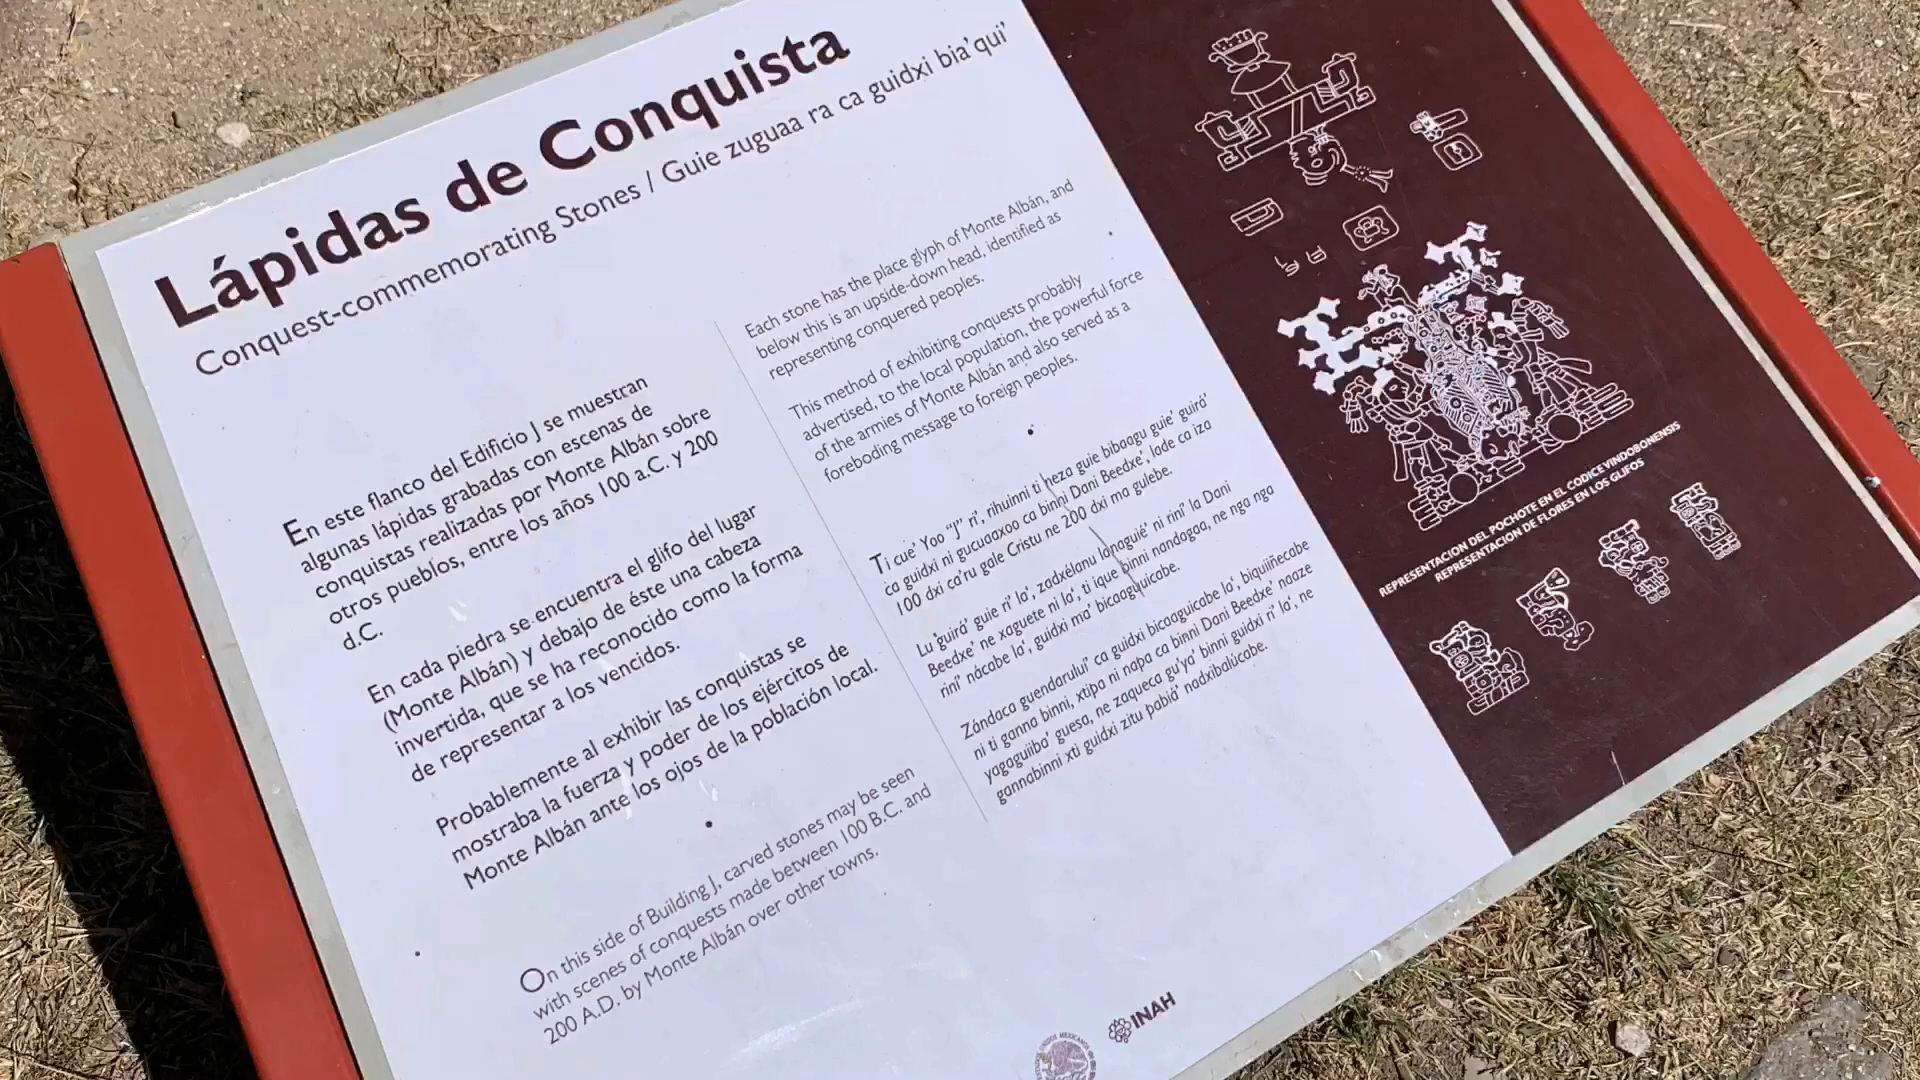 Lápidas de Conquista
Conquest-commemorating Stones / Guie zuguaa ra ca guidxi bia'qui'
En este flanco del Edificio J se muestran
algunas lápidas grabadas con escenas de
conquistas realizadas por Monte Albán sobre
otros pueblos, entre los años 100 a.C. y 200
d.C.
En cada piedra se encuentra el glifo del lugar
(Monte Albán) y debajo de éste una cabeza
invertida, que se ha reconocido como la forma
de representar a los vencidos.
Probablemente al exhibir las conquistas se
mostraba la fuerza y poder de los ejércitos de
Monte Albán ante los ojos de la población local.
On this side of Building J, carved stones may be seen
with scenes of conquests made between 100 B.C. and
200 A.D. by Monte Albán over other towns.
Each stone has the place glyph of Monte Albán, and
below this is an upside-down head, identified as
representing conquered peoples.
This method of exhibiting conquests probably
advertised, to the local population, the powerful force
of the armies of Monte Albán and also served as a
foreboding message to foreign peoples.
Ti cue' Yoo "J" ri', rihuinni ti heza guie bibaagu guie' guirá'
ca guidxi ni gucuaaxoo ca binni Dani Beedxe', lade ca iza
100 dxi ca'ru gale Cristu ne 200 dxi ma gulebe.
Lu 'guirá' guie ri' la', zadxélanu lanaguié' ni rini' la Dani
Beedxe' ne xaguete ni la', ti ique binni nandogaa, ne nga nga
rini' nácabe la', guidxi ma' bicaaguicabe.
Zándaca guendarului' ca guidxi bicaaguicabe la', biquiiñecabe
ni ti ganna binni, xtipa ni napa ca binni Dani Beedxe' naaze
yagaguiiba' guesa, ne zaqueca gu'ya' binni guidxi ri' la', ne
gannabinni xti guidxi zitu pabiá' nadxibalúcabe.
INAH
REPRESENTACION DEL POCHOTE EN EL CODICE VINDOBONENSIS
REPRESENTACION DE FLORES EN LOS GLIFOS